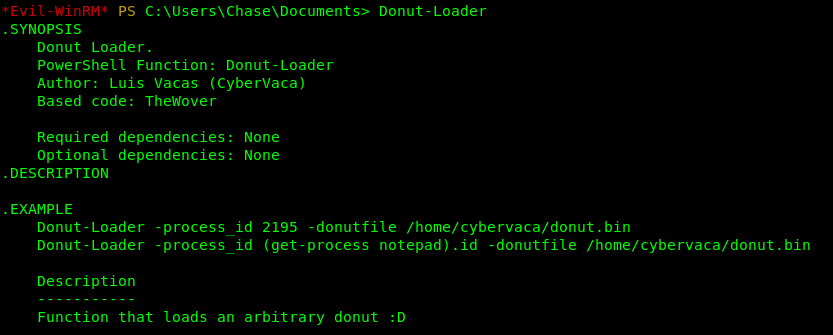 *Evil-WinRM* PS C:\Users\Chase\Documents> Donut-Loader
.SYNOPSIS
    Donut Loader.
    PowerShell Function: Donut-Loader
    Author: Luis Vacas (CyberVaca)
    Based code: TheWover

    Required dependencies: None
    Optional dependencies: None
.DESCRIPTION

.EXAMPLE
    Donut-Loader -process_id 2195 -donutfile /home/cybervaca/donut.bin
    Donut-Loader -process_id (get-process notepad).id -donutfile /home/cybervaca/donut.bin

    Description
    -----------
    Function that loads an arbitrary donut :D